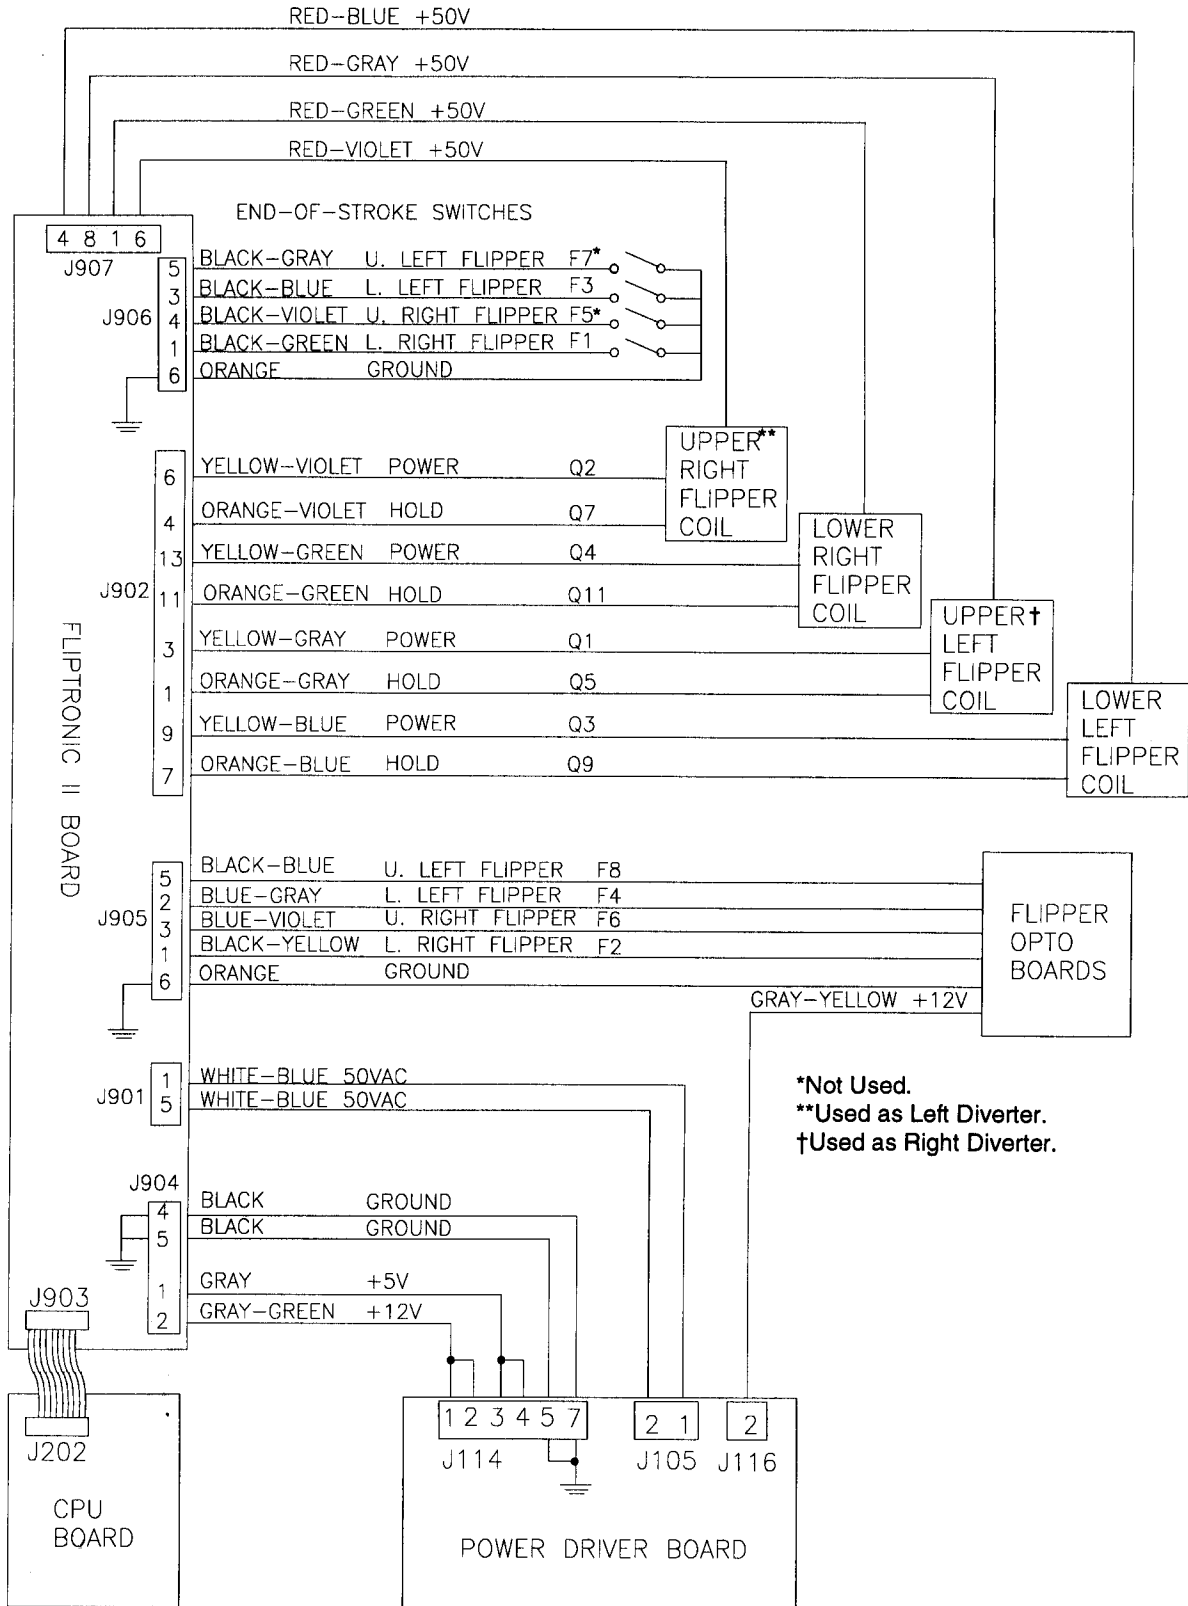 RED-BLUE +50V
RED-GRAY +50V
RED-GREEN +50V
RED-VIOLET +50V
END-OF-STROKE SWITCHES
4 8 1 6
J907
5 BLACK-GRAY U. LEFT FLIPPER F7*
3 BLACK-BLUE L. LEFT FLIPPER F3
J906
4 BLACK-VIOLET U. RIGHT FLIPPER F5*
1 BLACK-GREEN L. RIGHT FLIPPER F1
6 ORANGE GROUND
UPPER**
RIGHT
FLIPPER
COIL
6 YELLOW-VIOLET POWER Q2
4 ORANGE-VIOLET HOLD Q7
LOWER
RIGHT
FLIPPER
COIL
13 YELLOW-GREEN POWER Q4
J902
11 ORANGE-GREEN HOLD Q11
UPPER†
LEFT
FLIPPER
COIL
3 YELLOW-GRAY POWER Q1
1 ORANGE-GRAY HOLD Q5
LOWER
LEFT
FLIPPER
COIL
9 YELLOW-BLUE POWER Q3
7 ORANGE-BLUE HOLD Q9
FLIPTRONIC II BOARD
5 BLACK-BLUE U. LEFT FLIPPER F8
2 BLUE-GRAY L. LEFT FLIPPER F4
J905
3 BLUE-VIOLET U. RIGHT FLIPPER F6
1 BLACK-YELLOW L. RIGHT FLIPPER F2
6 ORANGE GROUND
FLIPPER
OPTO
BOARDS
GRAY-YELLOW +12V
J901
1 WHITE-BLUE 50VAC
5 WHITE-BLUE 50VAC
*Not Used.
**Used as Left Diverter.
†Used as Right Diverter.
J904
4 BLACK GROUND
5 BLACK GROUND
1 GRAY +5V
2 GRAY-GREEN +12V
J903
J202
CPU
BOARD
1 2 3 4 5 7
J114
2 1
J105
2
J116
POWER DRIVER BOARD